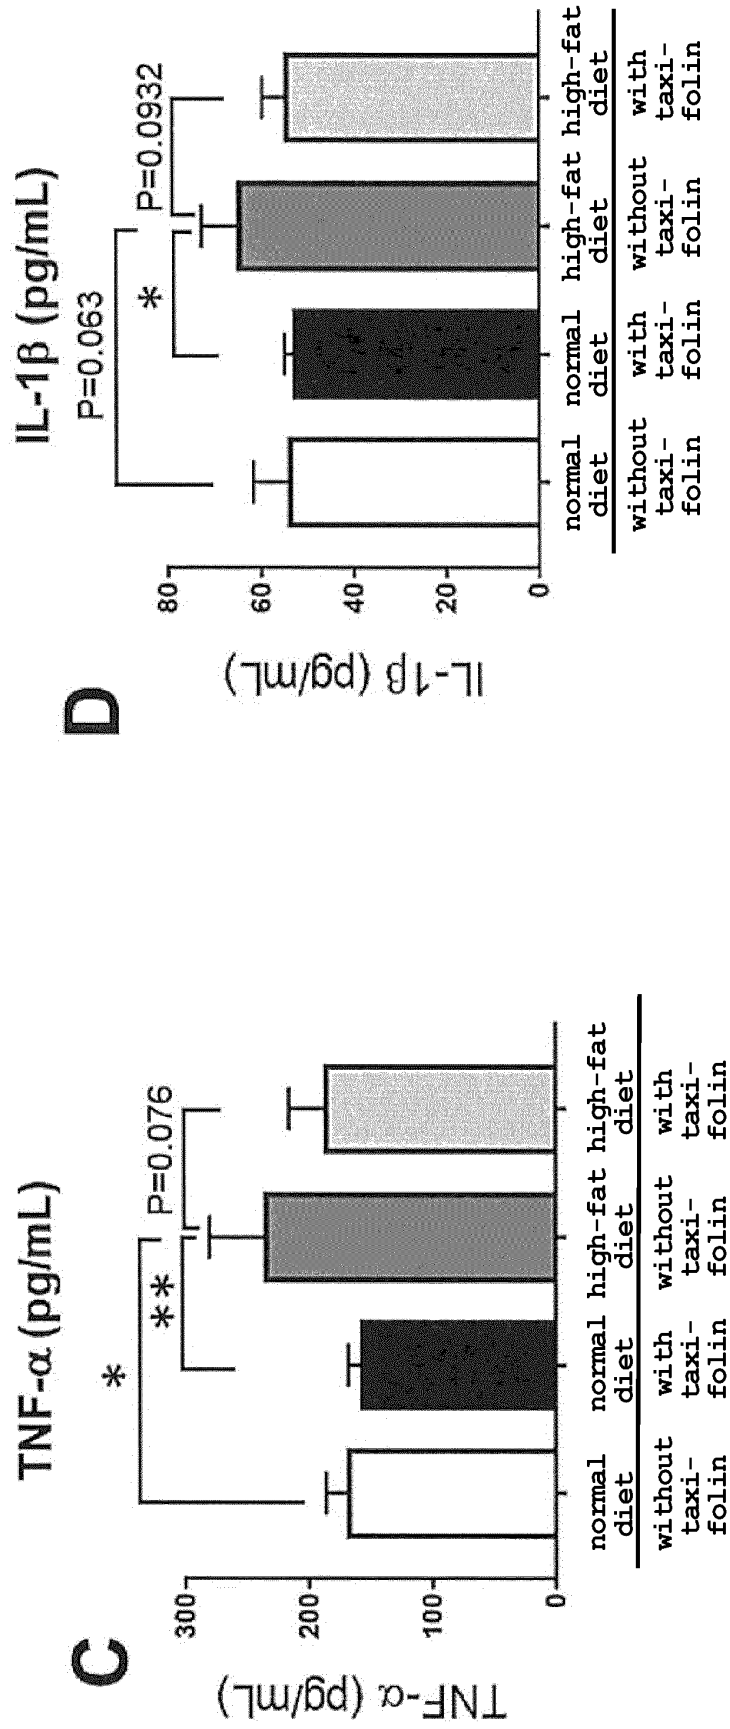 C
TNF-α (pg/mL)
TNF-α (pg/mL)
300
200
100
0
*
**
P=0.076
normal diet
normal diet
high-fat diet
high-fat diet
without taxi-folin
with taxi-folin
without taxi-folin
with taxi-folin
D
IL-1β (pg/mL)
IL-1β (pg/mL)
80
60
40
20
0
P=0.063
*
P=0.0932
normal diet
normal diet
high-fat diet
high-fat diet
without taxi-folin
with taxi-folin
without taxi-folin
with taxi-folin